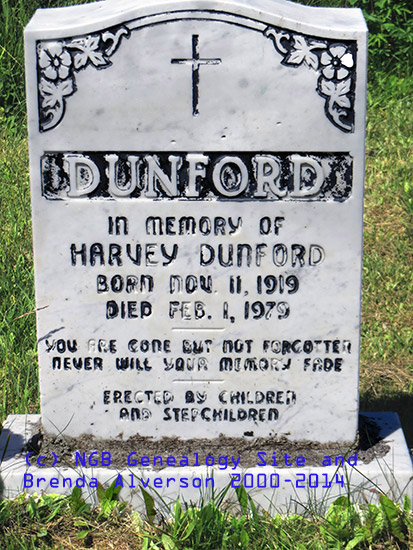 DUNFORD
IN MEMORY OF
HARVEY DUNFORD
BORN NOV. 11, 1919
DIED FEB. 1, 1979
YOU ARE GONE BUT NOT FORGOTTEN
NEVER WILL YOUR MEMORY FADE
ERECTED BY CHILDREN
AND STEPCHILDREN
(c) NGB Genealogy Site and
Brenda Alverson 2000-2014